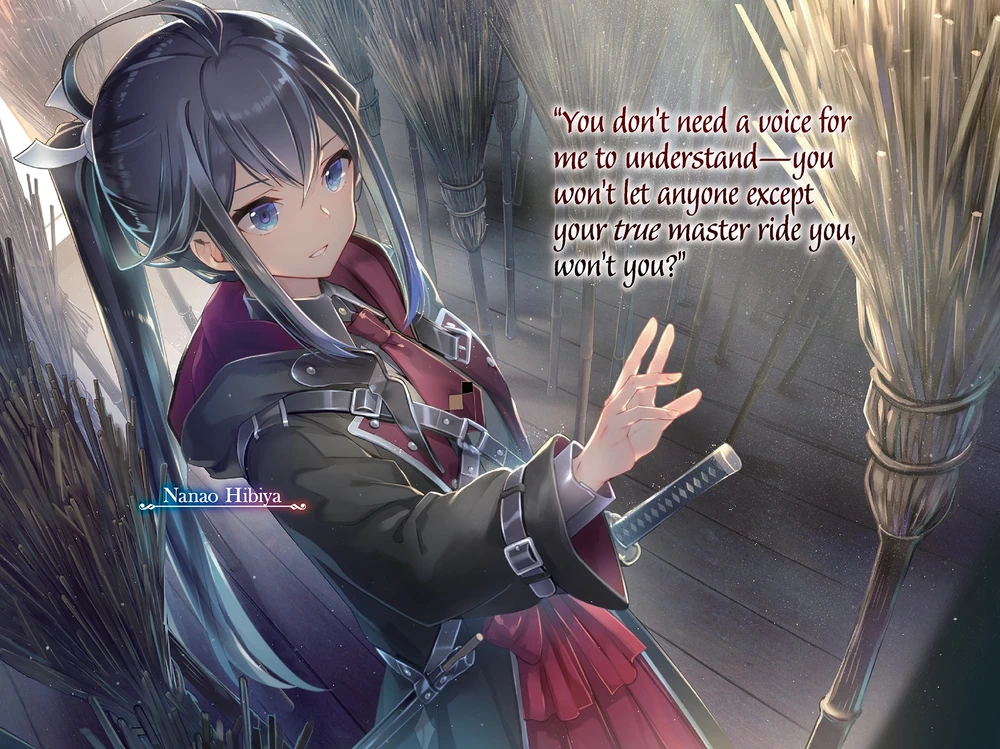 “You don’t need a voice for
me to understand—you
won’t let anyone except
your true master ride you,
won’t you?”
Nanao Hibiya